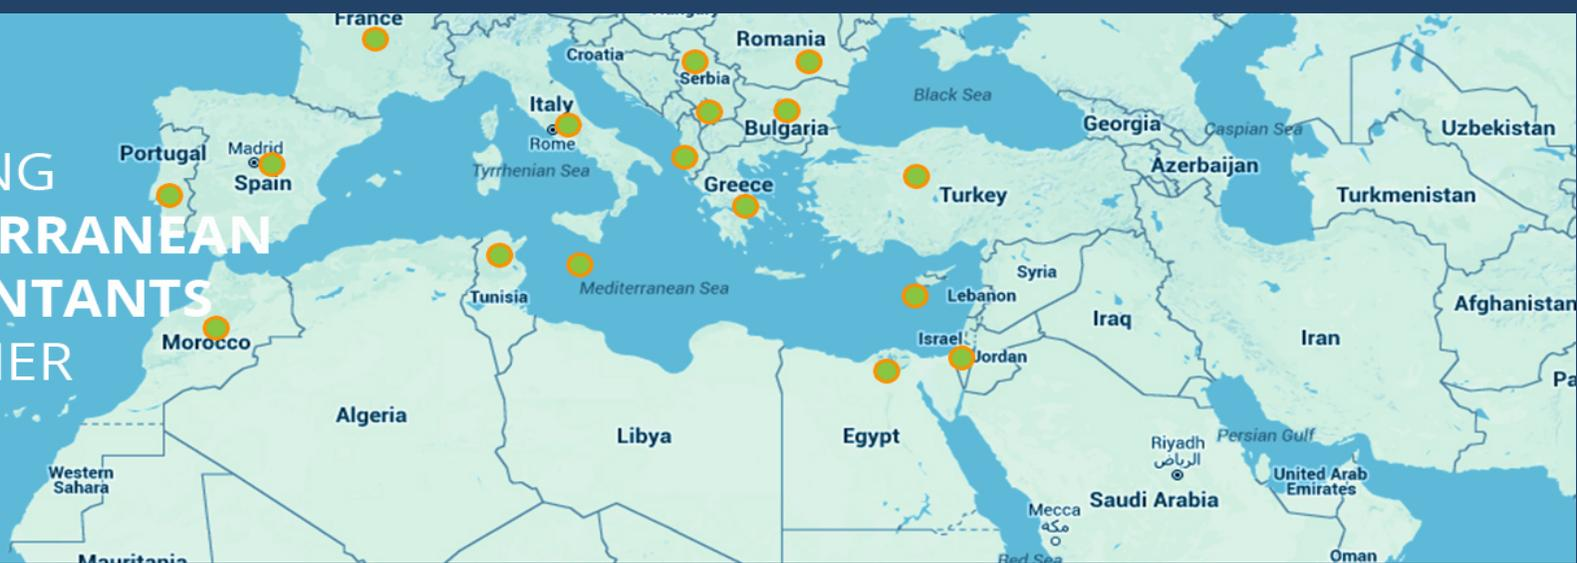 France
Hungary
Romania
Croatia
Serbia
Black Sea
Italy
Bulgaria
Georgia
Caspian Sea
Uzbekistan
Rome
Portugal
Madrid
Spain
Azerbaijan
Tyrrhenian Sea
Greece
Turkey
Turkmenistan
NG
RRANEAN
NTANTS
IER
Syria
Mediterranean Sea
Tunisia
Lebanon
Afghanistan
Iraq
Morocco
Israel
Jordan
Iran
Pa
Algeria
Libya
Egypt
Persian Gulf
Riyadh
الرياض
Western
Sahara
United Arab
Emirates
Saudi Arabia
Mecca
مكة
Mauritania
Red Sea
Oman